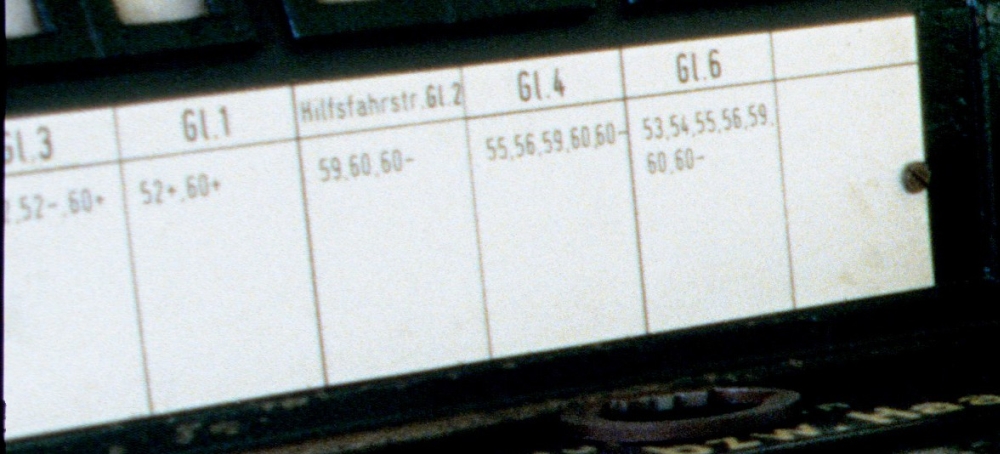 Gl.3
Gl.1
Hilfsfahrstr.Gl.2
Gl.4
Gl.6
52-,60+
52+,60+
59,60,60-
55,56,59,60,60-
53,54,55,56,59,
60,60-
bzw.